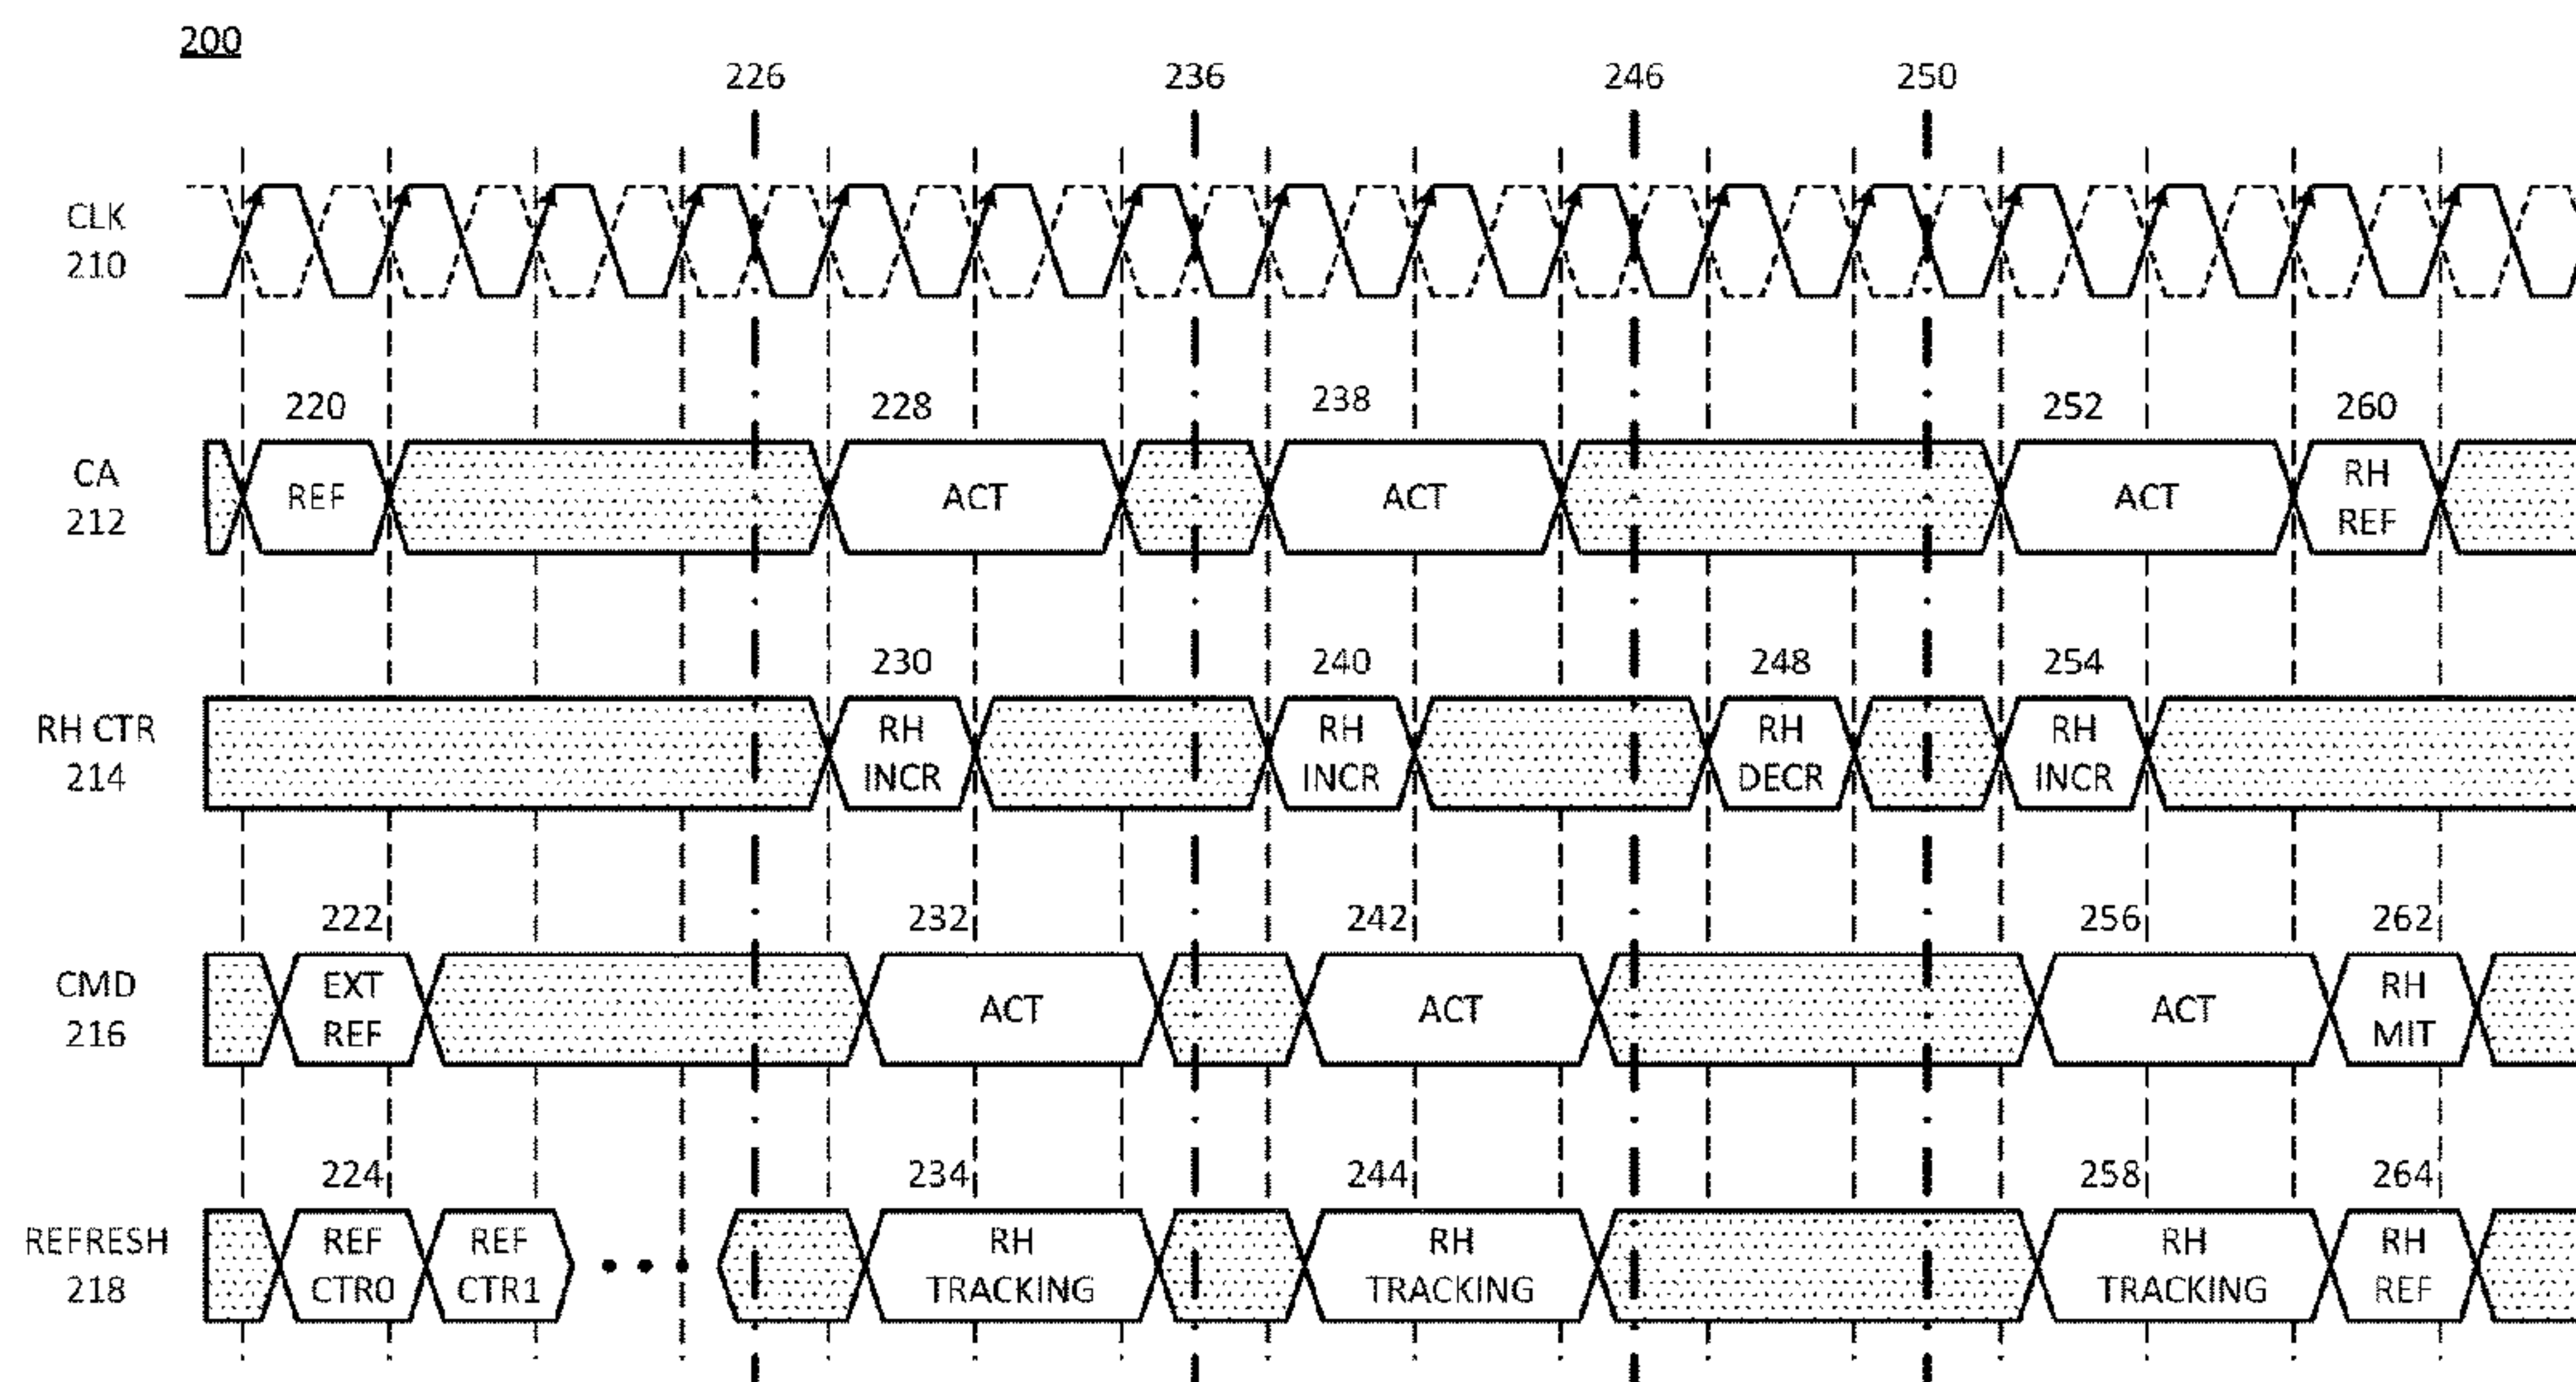 200
226 236 246 250
CLK
210
220 228 238 252 260
CA
212
REF ACT ACT ACT RH
REF
230 240 248 254
RH CTR
214
RH RH RH RH
INCR INCR DECR INCR
222 232 242 256 262
CMD
216
EXT
REF
ACT ACT ACT RH
MIT
224 234 244 258 264
REFRESH
218
REF REF RH RH RH RH
CTR0 CTR1 TRACKING TRACKING TRACKING REF